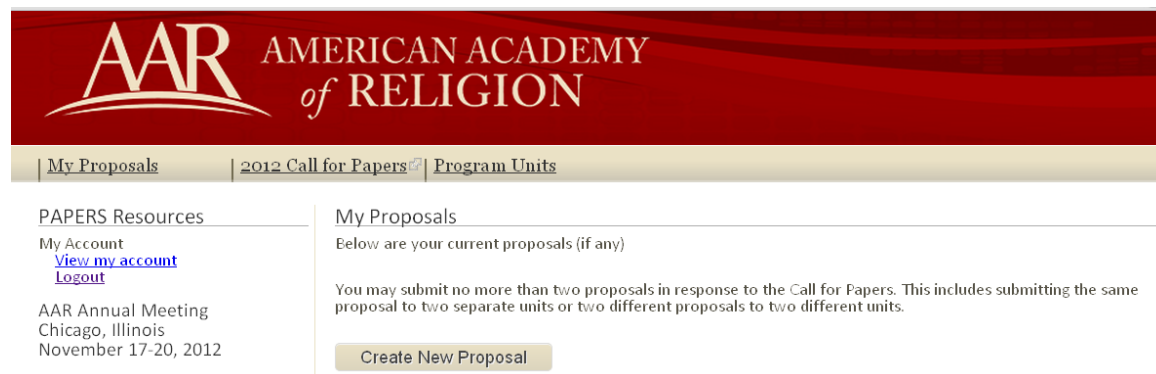 AAR AMERICAN ACADEMY
of RELIGION
My Proposals
2012 Call for Papers
Program Units
PAPERS Resources
My Account
View my account
Logout
AAR Annual Meeting
Chicago, Illinois
November 17-20, 2012
My Proposals
Below are your current proposals (if any)
You may submit no more than two proposals in response to the Call for Papers. This includes submitting the same
proposal to two separate units or two different proposals to two different units.
Create New Proposal